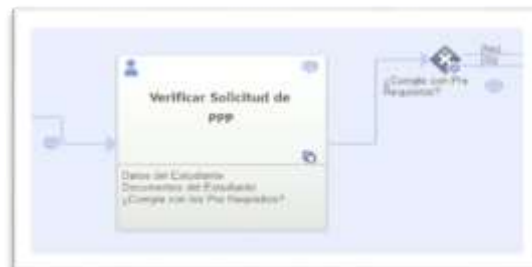 Verificar Solicitud de
PPP
Datos del Estudiante
Documentos del Estudiante
¿Cumple con los Pre Requisitos?
¿Cumple con Pre
Requisitos?